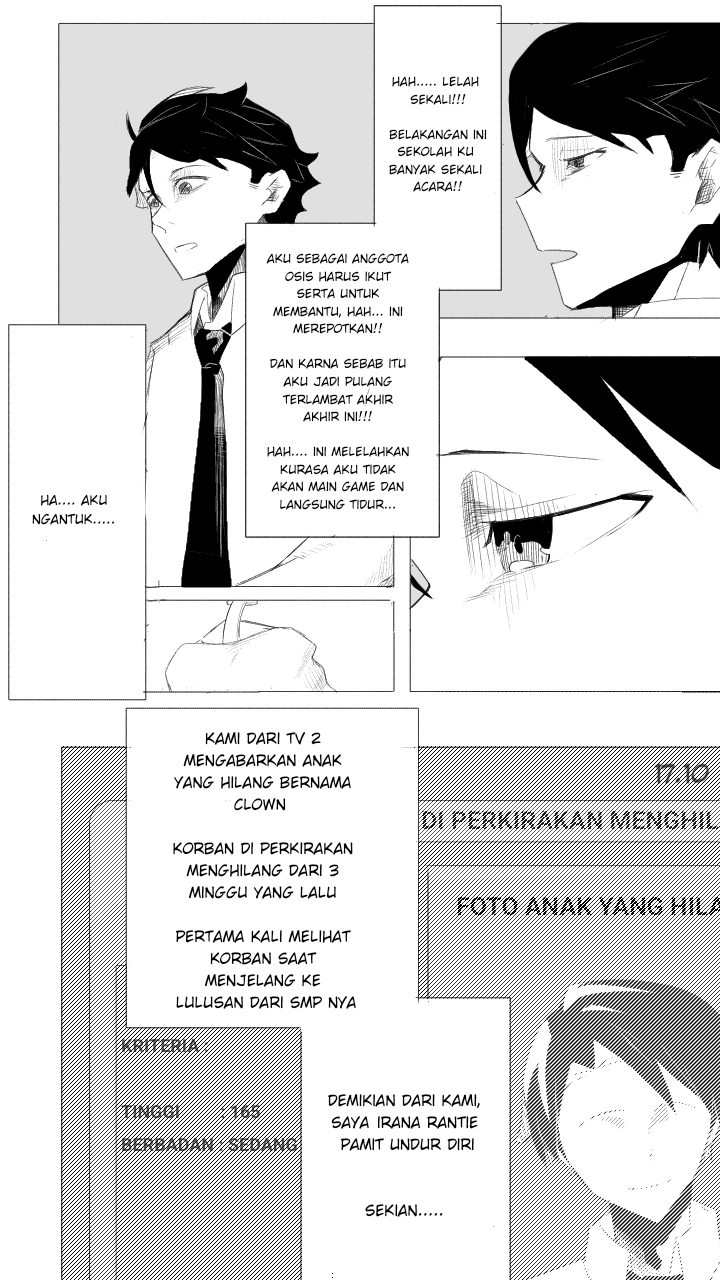 HAH..... LELAH
SEKALI!!!
BELAKANGAN INI
SEKOLAH KU
BANYAK SEKALI
ACARA!!
AKU SEBAGAI ANGGOTA
OSIS HARUS IKUT
SERTA UNTUK
MEMBANTU, HAH... INI
MEREPOTKAN!!
DAN KARNA SEBAB ITU
AKU JADI PULANG
TERLAMBAT AKHIR
AKHIR INI!!!
HAH.... INI MELELAHKAN
KURASA AKU TIDAK
AKAN MAIN GAME DAN
LANGSUNG TIDUR...
HA.... AKU
NGANTUK.....
KAMI DARI TV 2
MENGABARKAN ANAK
YANG HILANG BERNAMA
CLOWN
KORBAN DI PERKIRAKAN
MENGHILANG DARI 3
MINGGU YANG LALU
PERTAMA KALI MELIHAT
KORBAN SAAT
MENJELANG KE
LULUSAN DARI SMP NYA
17.10
DI PERKIRAKAN MENGHIL
FOTO ANAK YANG HILA
KRITERIA :
TINGGI : 165
BERBADAN : SEDANG
DEMIKIAN DARI KAMI,
SAYA IRANA RANTIE
PAMIT UNDUR DIRI
SEKIAN.....